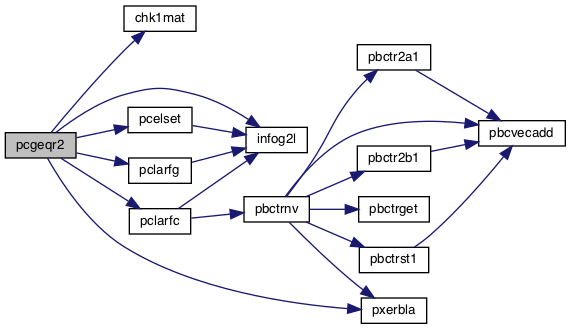 chk1mat
pbctr2a1
pcelset
pbcvecadd
infog2l
pcgeqr2
pbctr2b1
pclarfg
pbctrnv
pbctrget
pclarfc
pbctrst1
pxerbla